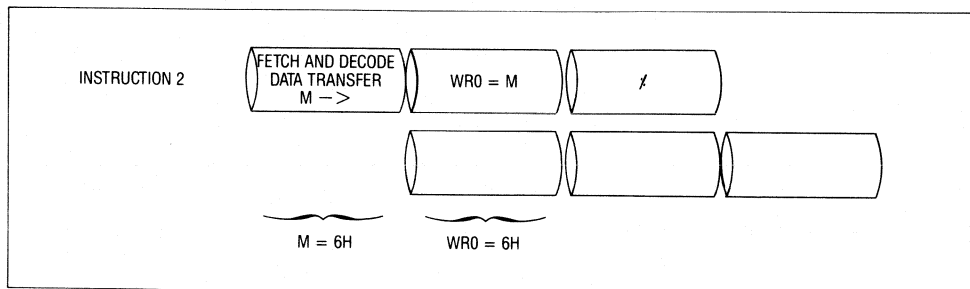 FETCH AND DECODE
DATA TRANSFER
M —>
INSTRUCTION 2
WR0 = M
M = 6H
WR0 = 6H